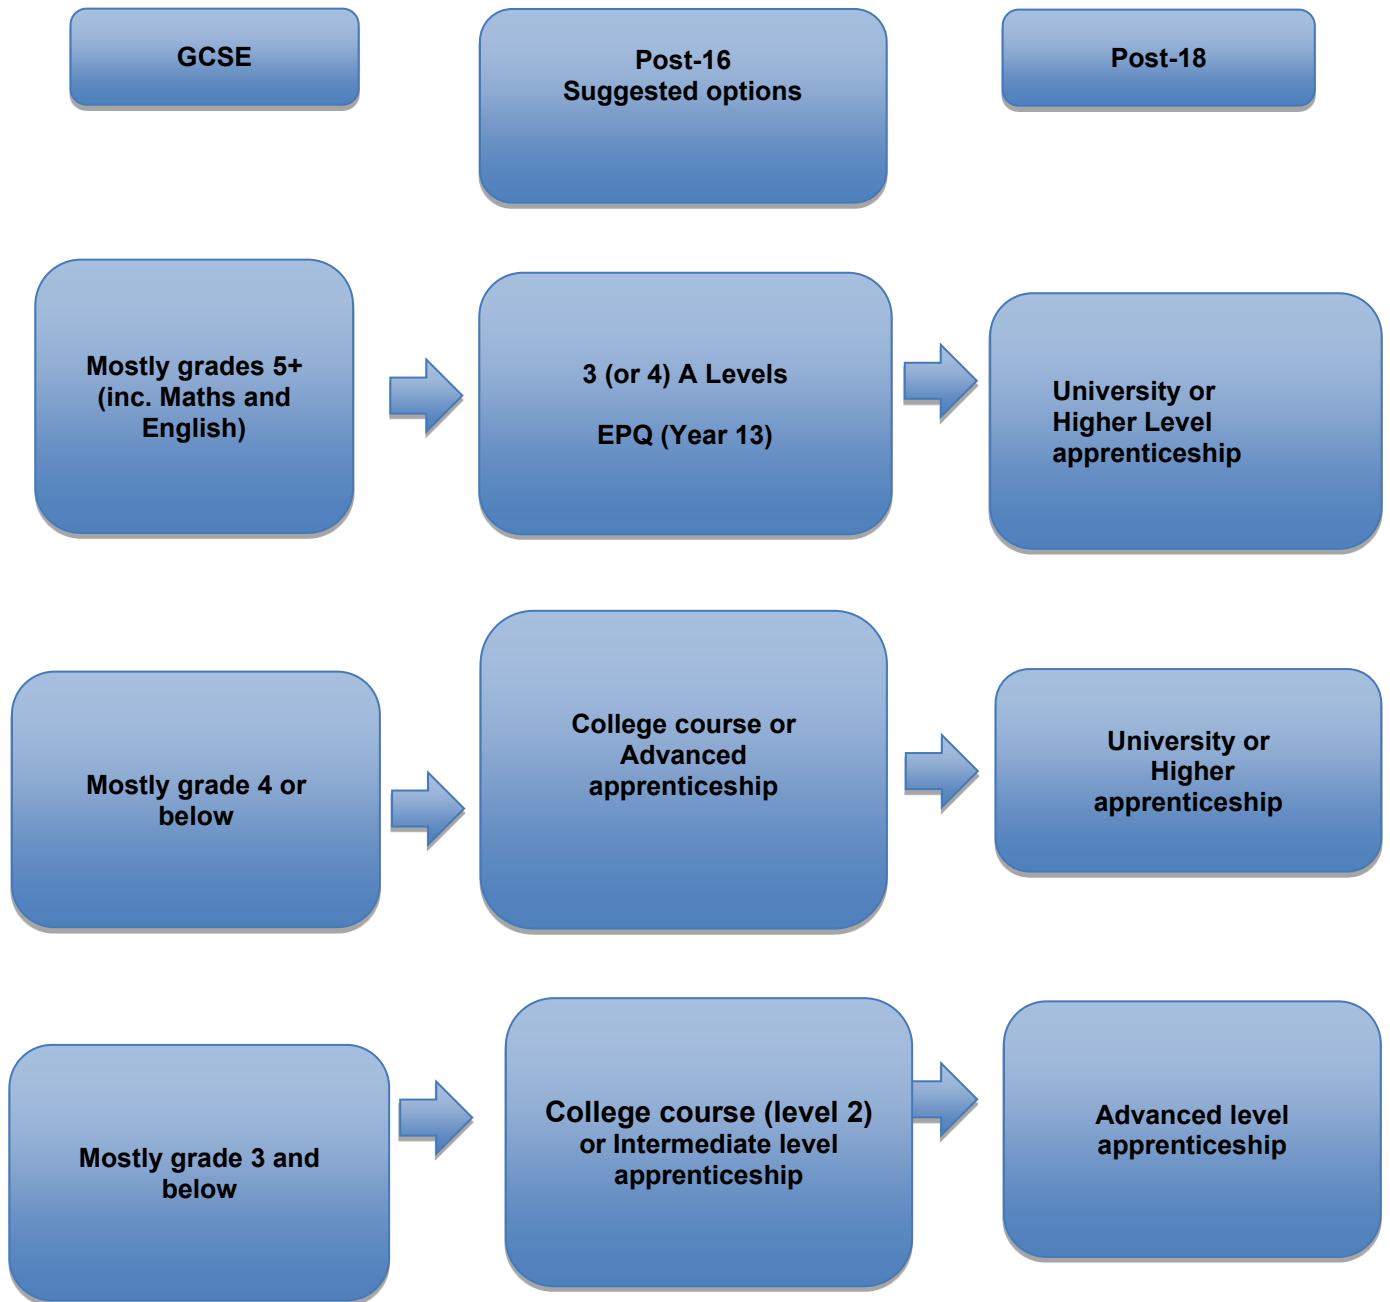 GCSE
Post-16
Suggested options
Post-18
Mostly grades 5+
(inc. Maths and
English)
3 (or 4) A Levels
EPQ (Year 13)
University or
Higher Level
apprenticeship
Mostly grade 4 or
below
College course or
Advanced
apprenticeship
University or
Higher
apprenticeship
Mostly grade 3 and
below
College course (level 2)
or Intermediate level
apprenticeship
Advanced level
apprenticeship